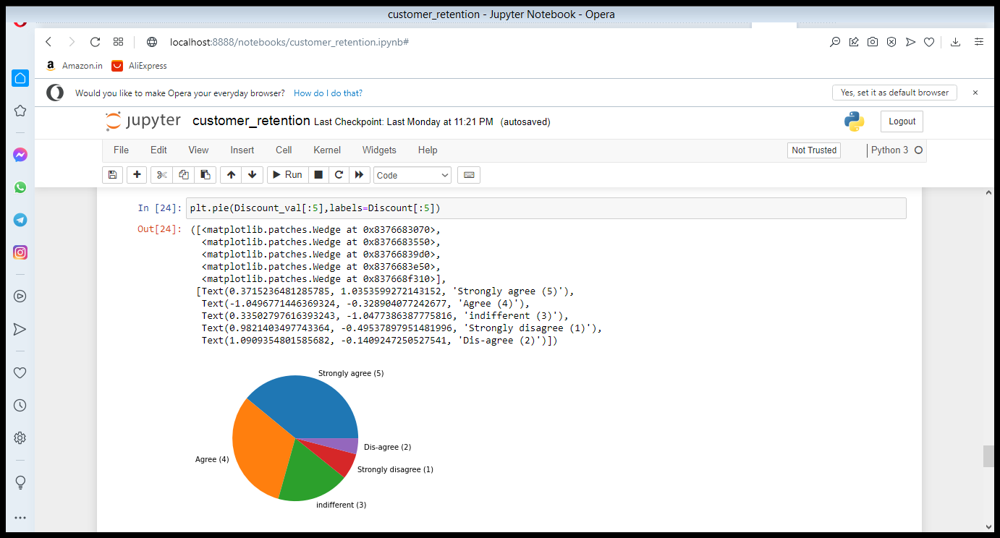 customer_retention - Jupyter Notebook - Opera
localhost:8888/notebooks/customer_retention.ipynb#
Amazon.in AliExpress
Would you like to make Opera your everyday browser? How do I do that? Yes, set it as default browser
jupyter customer_retention Last Checkpoint: Last Monday at 11:21 PM (autosaved) Logout
File Edit View Insert Cell Kernel Widgets Help Not Trusted Python 3
Run Code
In [24]: plt.pie(Discount_val[:5],labels=Discount[:5])
Out[24]: ([<matplotlib.patches.Wedge at 0x8376683070>,
<matplotlib.patches.Wedge at 0x8376683550>,
<matplotlib.patches.Wedge at 0x83766839d0>,
<matplotlib.patches.Wedge at 0x8376683e50>,
<matplotlib.patches.Wedge at 0x837668f310>],
[Text(0.3715236481285785, 1.0353599272143152, 'Strongly agree (5)'),
Text(-1.0496771446369324, -0.328904077242677, 'Agree (4)'),
Text(0.33502797616393243, -1.0477386387775816, 'indifferent (3)'),
Text(0.9821403497743364, -0.49537897951481996, 'Strongly disagree (1)'),
Text(1.0909354801585682, -0.1409247250527541, 'Dis-agree (2)')])
Strongly agree (5)
Dis-agree (2)
Agree (4)
Strongly disagree (1)
indifferent (3)